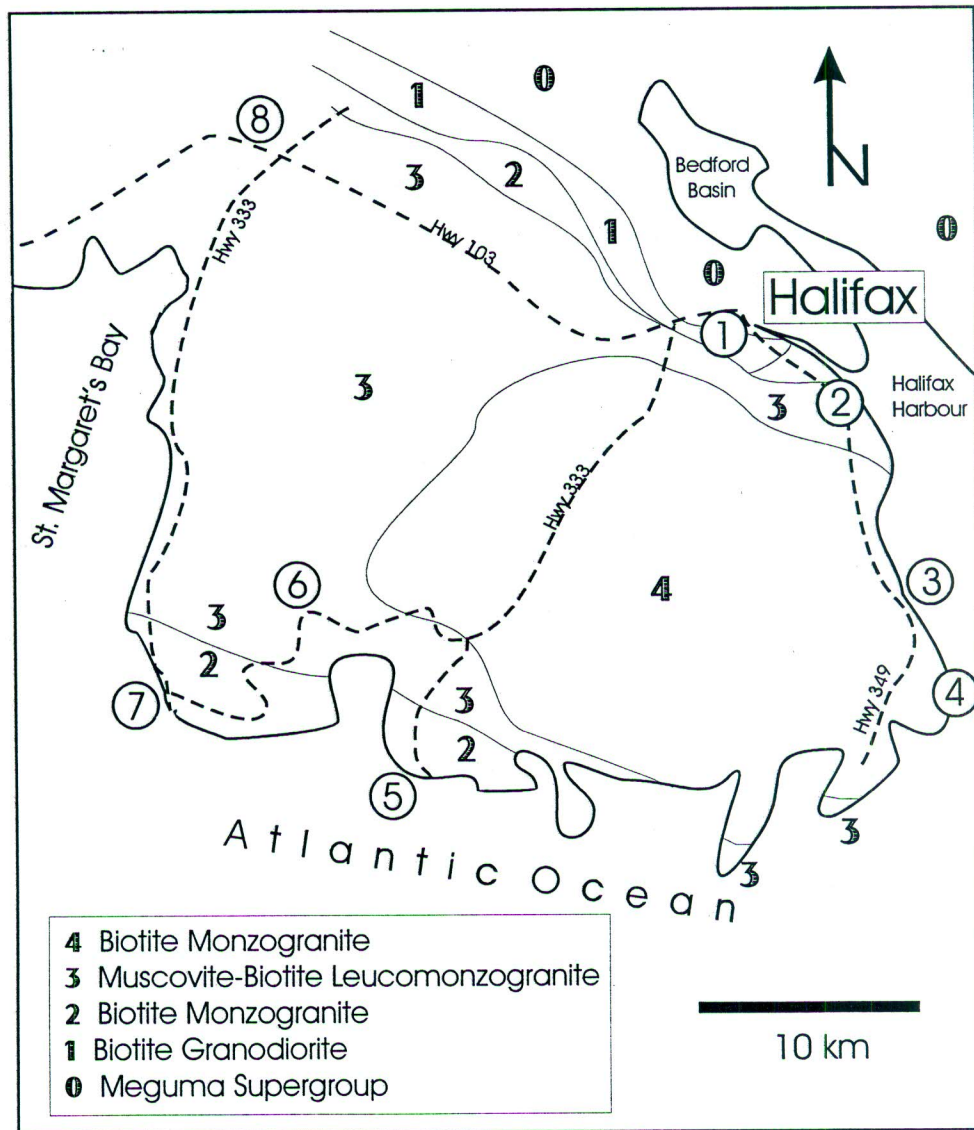 0
1
8
2
3
Bedford
Basin
N
Hwy 333
Hwy 103
1
0
0
Halifax
1
St. Margaret's Bay
3
3
2
Halifax
Harbour
Hwy 333
6
4
3
3
2
7
3
2
Hwy 349
4
5
Atlantic Ocean
3
3
4 Biotite Monzogranite
3 Muscovite-Biotite Leucomonzogranite
2 Biotite Monzogranite
1 Biotite Granodiorite
0 Meguma Supergroup
10 km